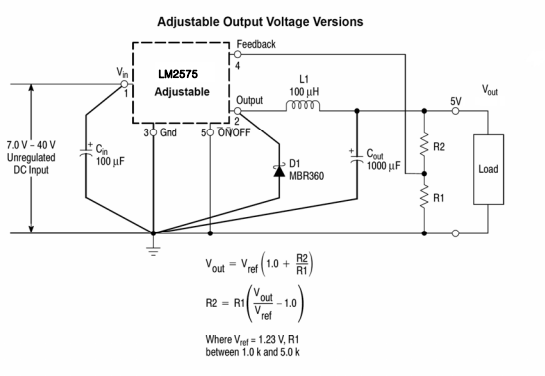 Adjustable Output Voltage Versions
Feedback
4
Vin
1
LM2575
Adjustable
Output
2
L1
100 μH
5V
Vout
3 Gnd
5 ON/OFF
7.0 V – 40 V
Unregulated
DC Input
+
Cin
100 μF
D1
MBR360
+
Cout
1000 μF
R2
R1
Load
Vout = Vref (1.0 + R2/R1)
R2 = R1 (Vout/Vref – 1.0)
Where Vref = 1.23 V, R1
between 1.0 k and 5.0 k